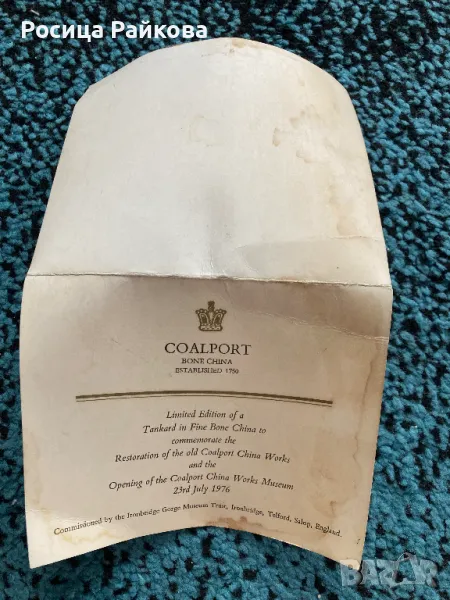 Росица Райкова
COALPORT
BONE CHINA
ESTABLISHED 1750
Limited Edition of a
Tankard in Fine Bone China to
commemorate the
Restoration of the old Coalport China Works
and the
Opening of the Coalport China Works Museum
23rd July 1976
Commissioned by the Ironbridge Gorge Museum Trust, Ironbridge, Telford, Salop, England.
BAZAR